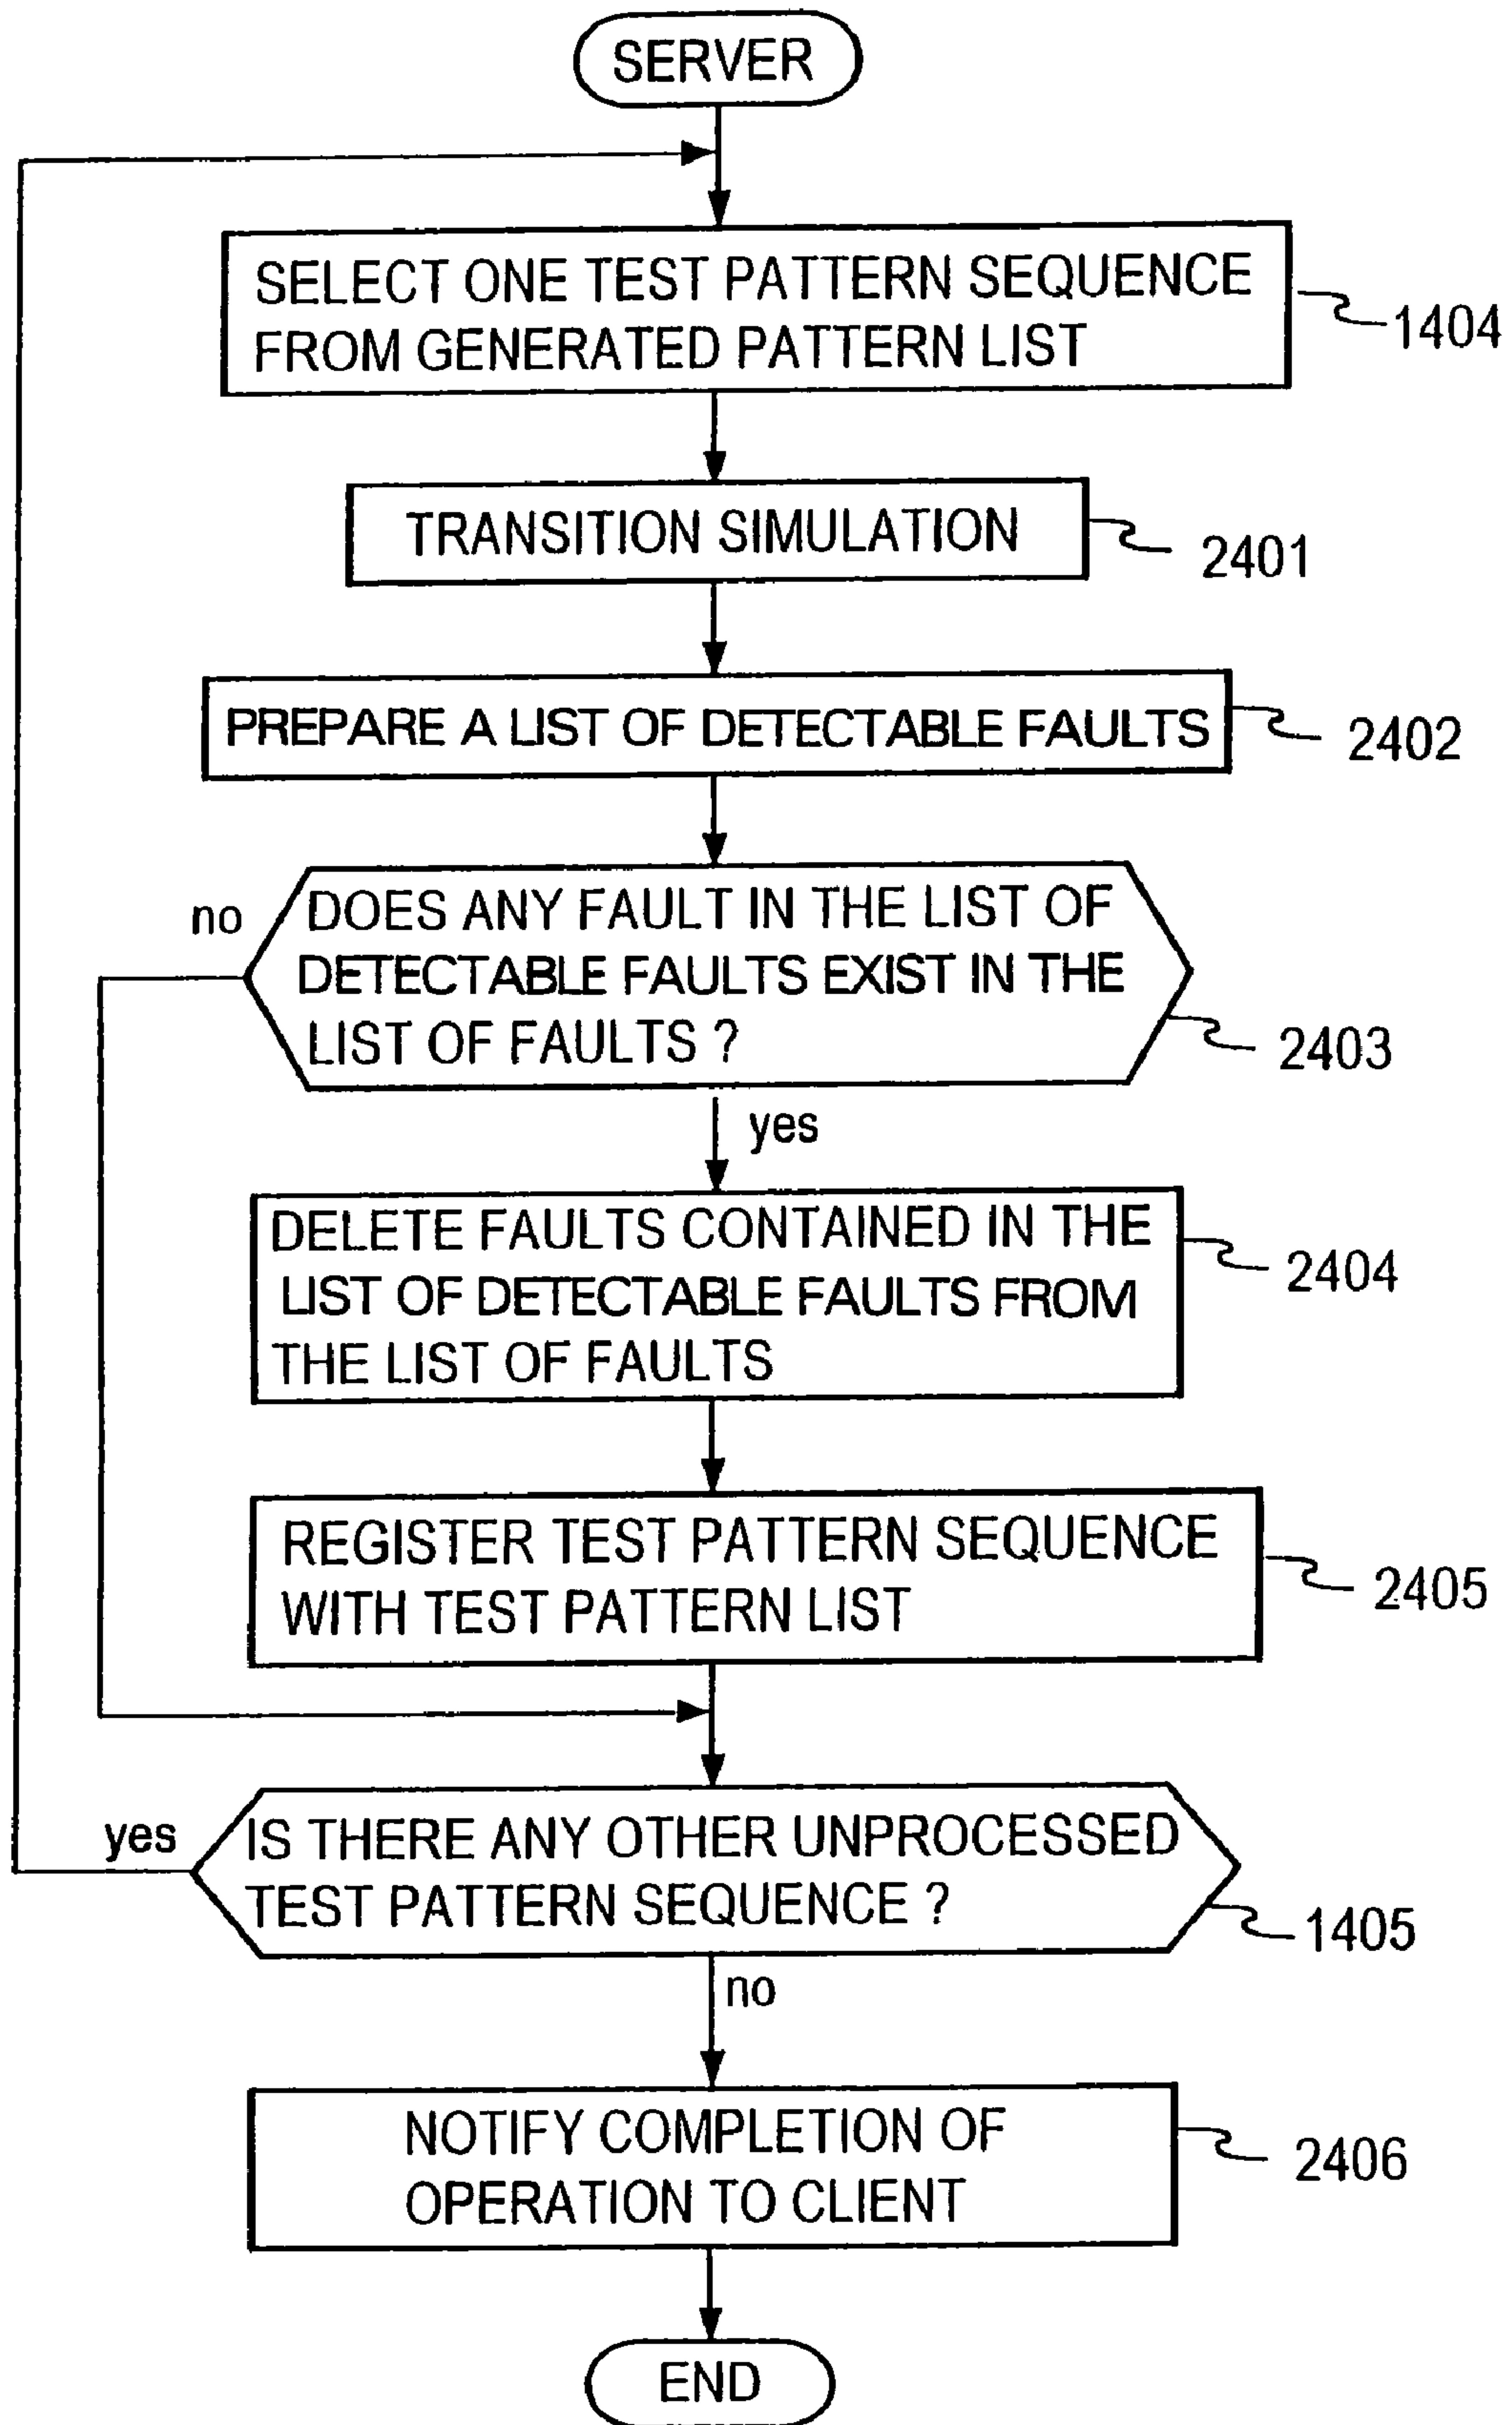 SERVER
SELECT ONE TEST PATTERN SEQUENCE
FROM GENERATED PATTERN LIST
1404
TRANSITION SIMULATION
2401
PREPARE A LIST OF DETECTABLE FAULTS
2402
no
DOES ANY FAULT IN THE LIST OF
DETECTABLE FAULTS EXIST IN THE
LIST OF FAULTS ?
2403
yes
DELETE FAULTS CONTAINED IN THE
LIST OF DETECTABLE FAULTS FROM
THE LIST OF FAULTS
2404
REGISTER TEST PATTERN SEQUENCE
WITH TEST PATTERN LIST
2405
yes
IS THERE ANY OTHER UNPROCESSED
TEST PATTERN SEQUENCE ?
1405
no
NOTIFY COMPLETION OF
OPERATION TO CLIENT
2406
END